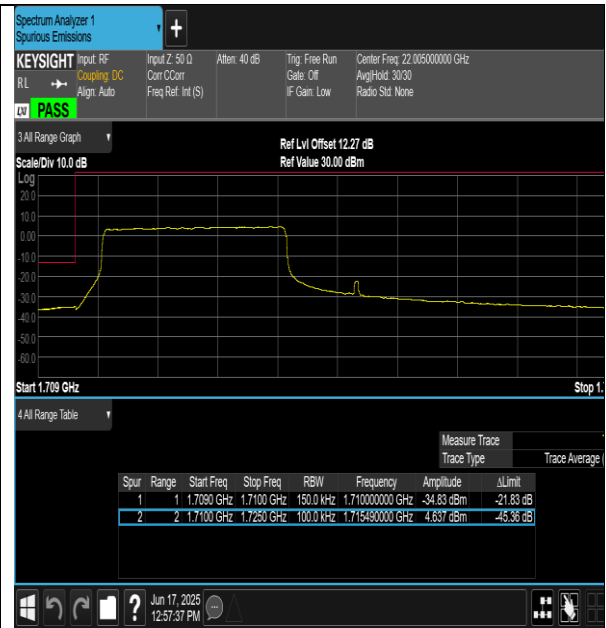 Spectrum Analyzer 1
Spurious Emissions
+
KEYSIGHT Input: RF Input Z: 50 Ω Atten: 40 dB Trig: Free Run Center Freq: 22.005000000 GHz
RL Coupling: DC Corr CCorr Gate: Off Avg|Hold: 30/30
Align: Auto Freq Ref: Int (S) IF Gain: Low Radio Std: None
LXI PASS
3 All Range Graph
Ref Lvl Offset 12.27 dB
Scale/Div 10.0 dB Ref Value 30.00 dBm
Log
20.0
10.0
0.00
-10.0
-20.0
-30.0
-40.0
-50.0
-60.0
Start 1.709 GHz Stop 1.
4 All Range Table
Measure Trace
Trace Type Trace Average (
Spur Range Start Freq Stop Freq RBW Frequency Amplitude ΔLimit
1 1 1.7090 GHz 1.7100 GHz 150.0 kHz 1.710000000 GHz -34.83 dBm -21.83 dB
2 2 1.7100 GHz 1.7250 GHz 100.0 kHz 1.715490000 GHz 4.637 dBm -45.36 dB
? Jun 17, 2025
12:57:37 PM